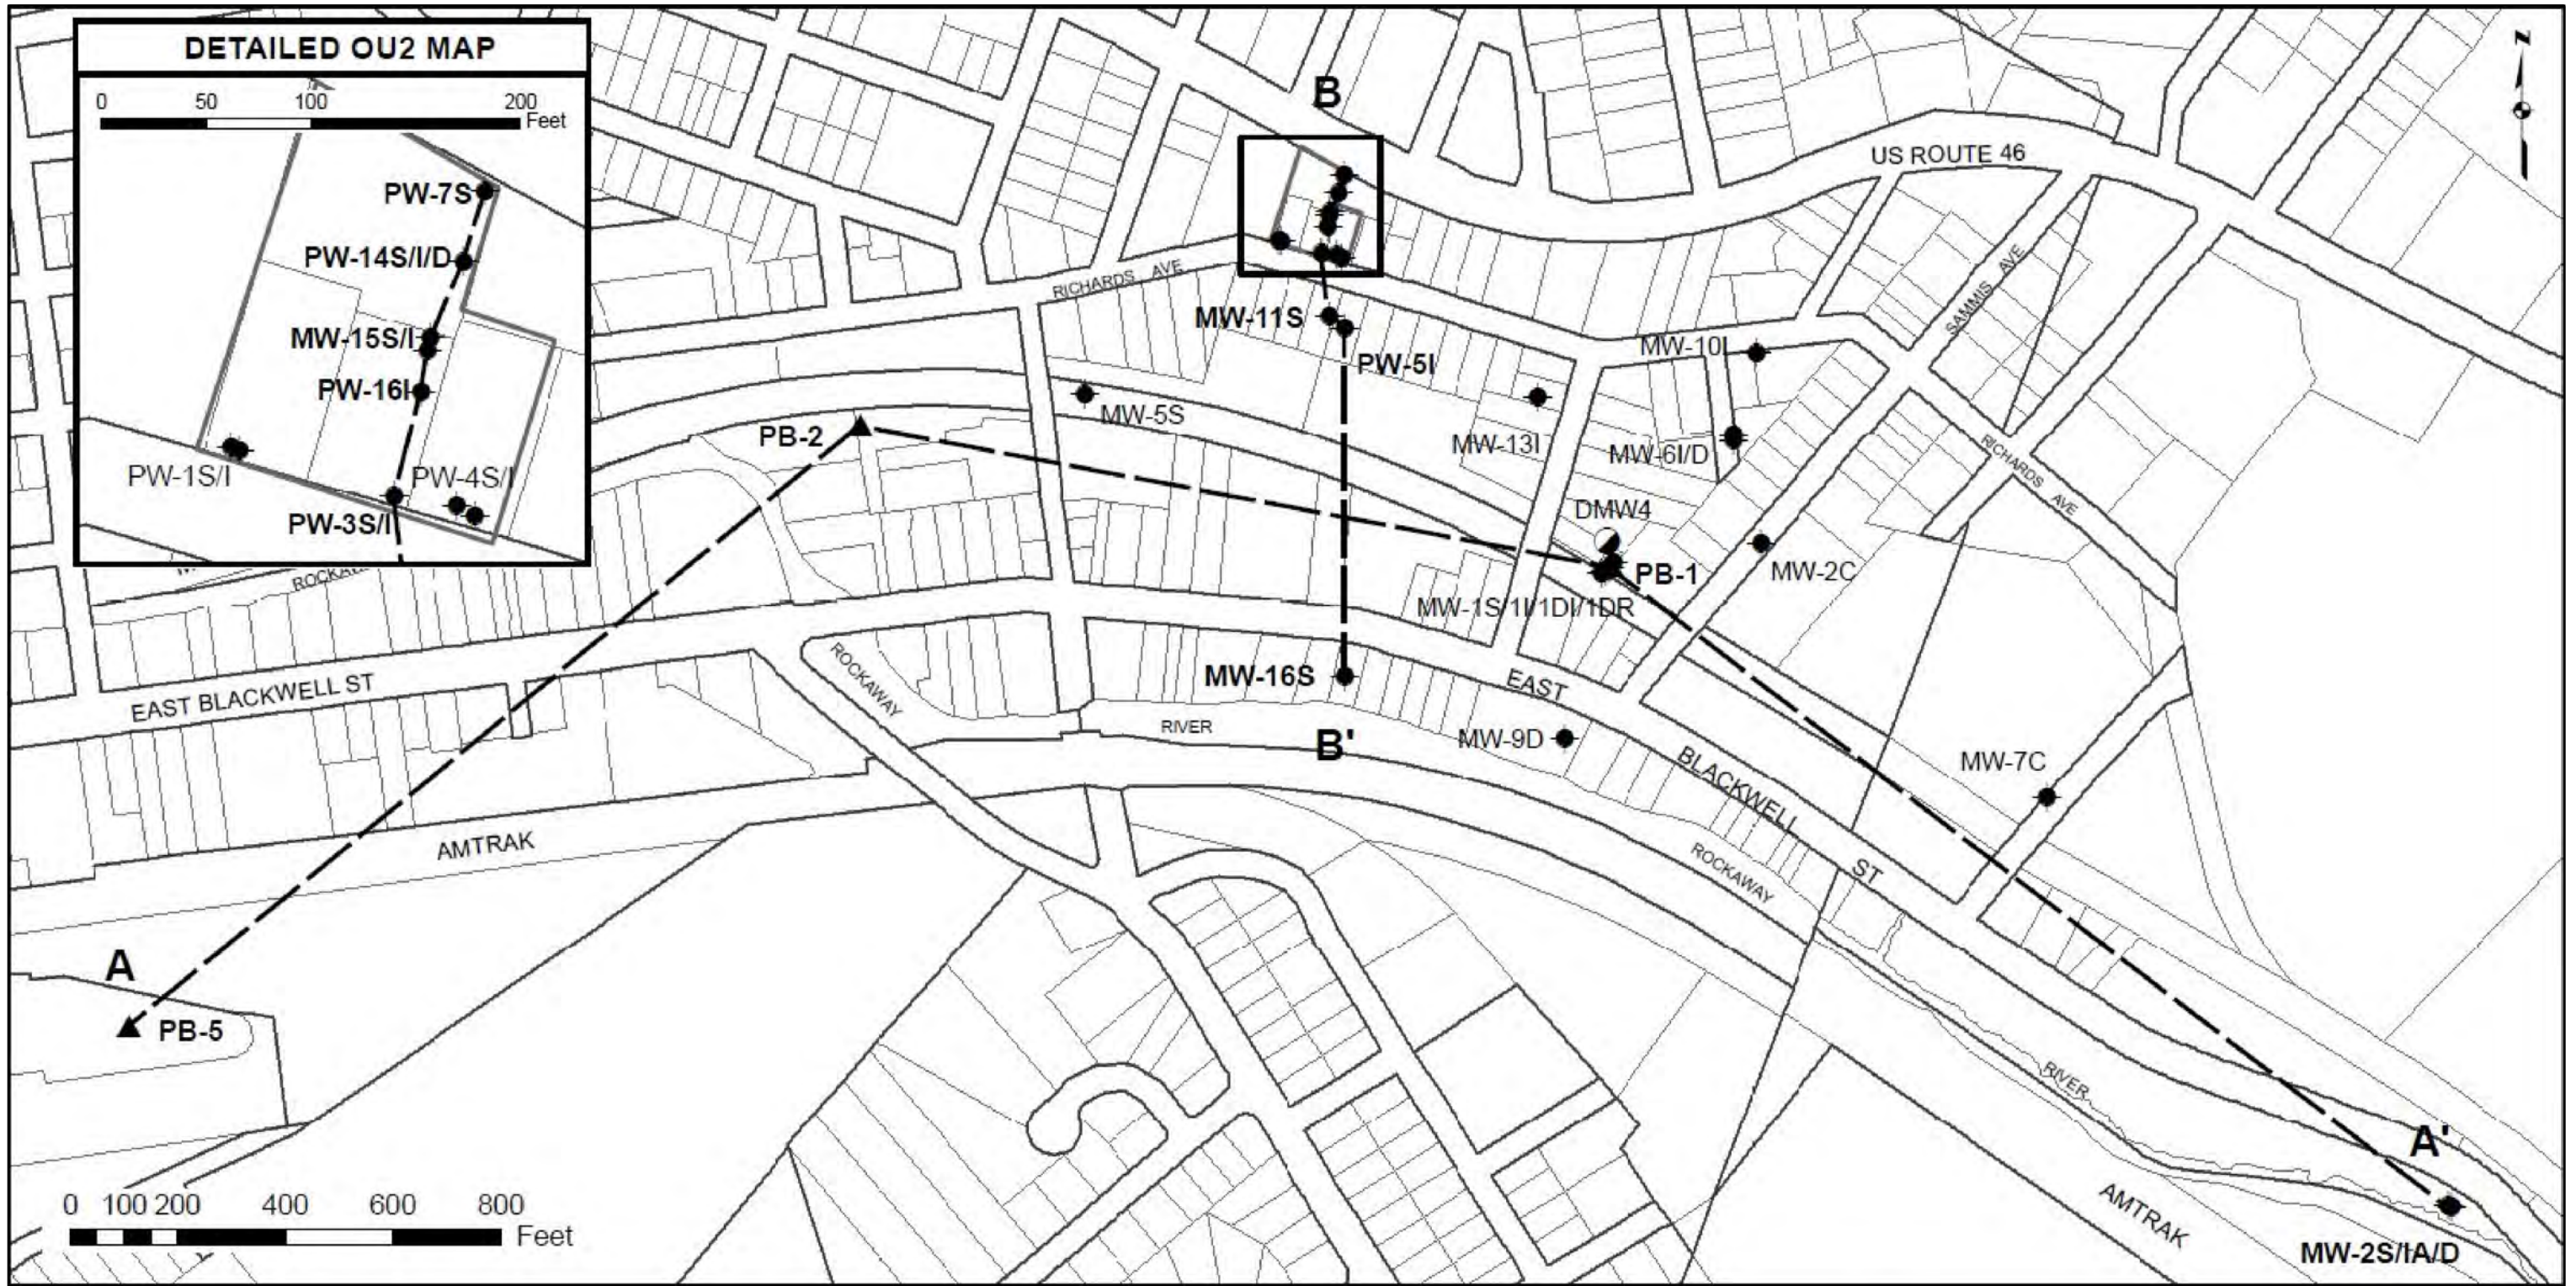 DETAILED OU2 MAP
0 50 100 200
Feet
PW-7S
PW-14S/I/D
MW-15S/I
PW-16I
PW-1S/I
PW-4S/I
PW-3S/I
B
N
US ROUTE 46
RICHARDS AVE
SAMMIS AVE
MW-11S
PW-5I
MW-10I
MW-5S
PB-2
MW-13I
MW-6I/D
RICHARDS AVE
DMW4
PB-1
MW-2C
MW-1S/1I/1DI/1DR
EAST BLACKWELL ST
ROCKAWAY
RIVER
MW-16S
B'
EAST
BLACKWELL
ST
MW-9D
MW-7C
AMTRAK
ROCKAWAY
RIVER
A
PB-5
A'
AMTRAK
MW-2S/IA/D
0 100 200 400 600 800
Feet